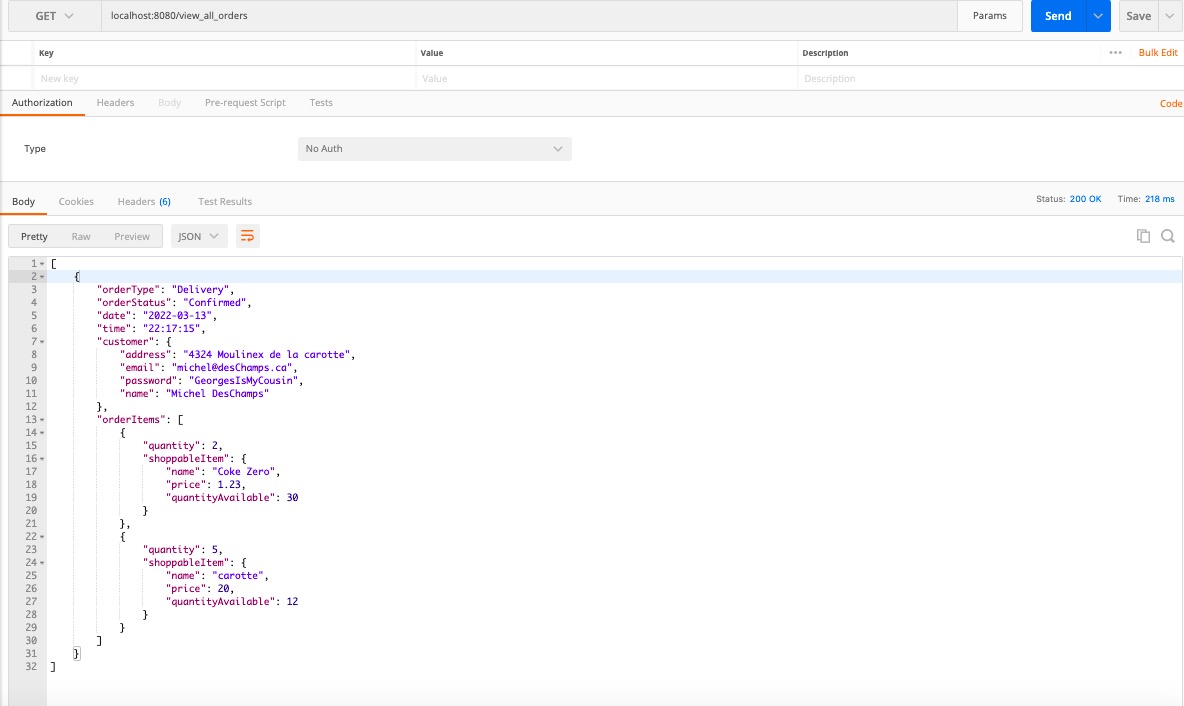 GET localhost:8080/view_all_orders Params Send Save
Key Value Description ••• Bulk Edit
New key Value Description
Authorization Headers Body Pre-request Script Tests Code
Type No Auth
Body Cookies Headers (6) Test Results Status: 200 OK Time: 218 ms
Pretty Raw Preview JSON
1 [
2 {
3 "orderType": "Delivery",
4 "orderStatus": "Confirmed",
5 "date": "2022-03-13",
6 "time": "22:17:15",
7 "customer": {
8 "address": "4324 Moulinex de la carotte",
9 "email": "michel@desChamps.ca",
10 "password": "GeorgesIsMyCousin",
11 "name": "Michel DesChamps"
12 },
13 "orderItems": [
14 {
15 "quantity": 2,
16 "shoppableItem": {
17 "name": "Coke Zero",
18 "price": 1.23,
19 "quantityAvailable": 30
20 }
21 },
22 {
23 "quantity": 5,
24 "shoppableItem": {
25 "name": "carotte",
26 "price": 20,
27 "quantityAvailable": 12
28 }
29 }
30 ]
31 }
32 ]